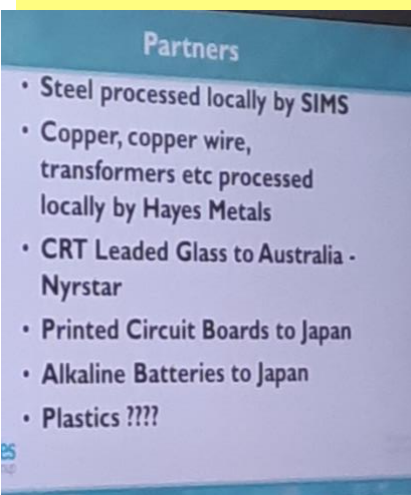 Partners
• Steel processed locally by SIMS
• Copper, copper wire,
transformers etc processed
locally by Hayes Metals
• CRT Leaded Glass to Australia -
Nyrstar
• Printed Circuit Boards to Japan
• Alkaline Batteries to Japan
• Plastics ????
es